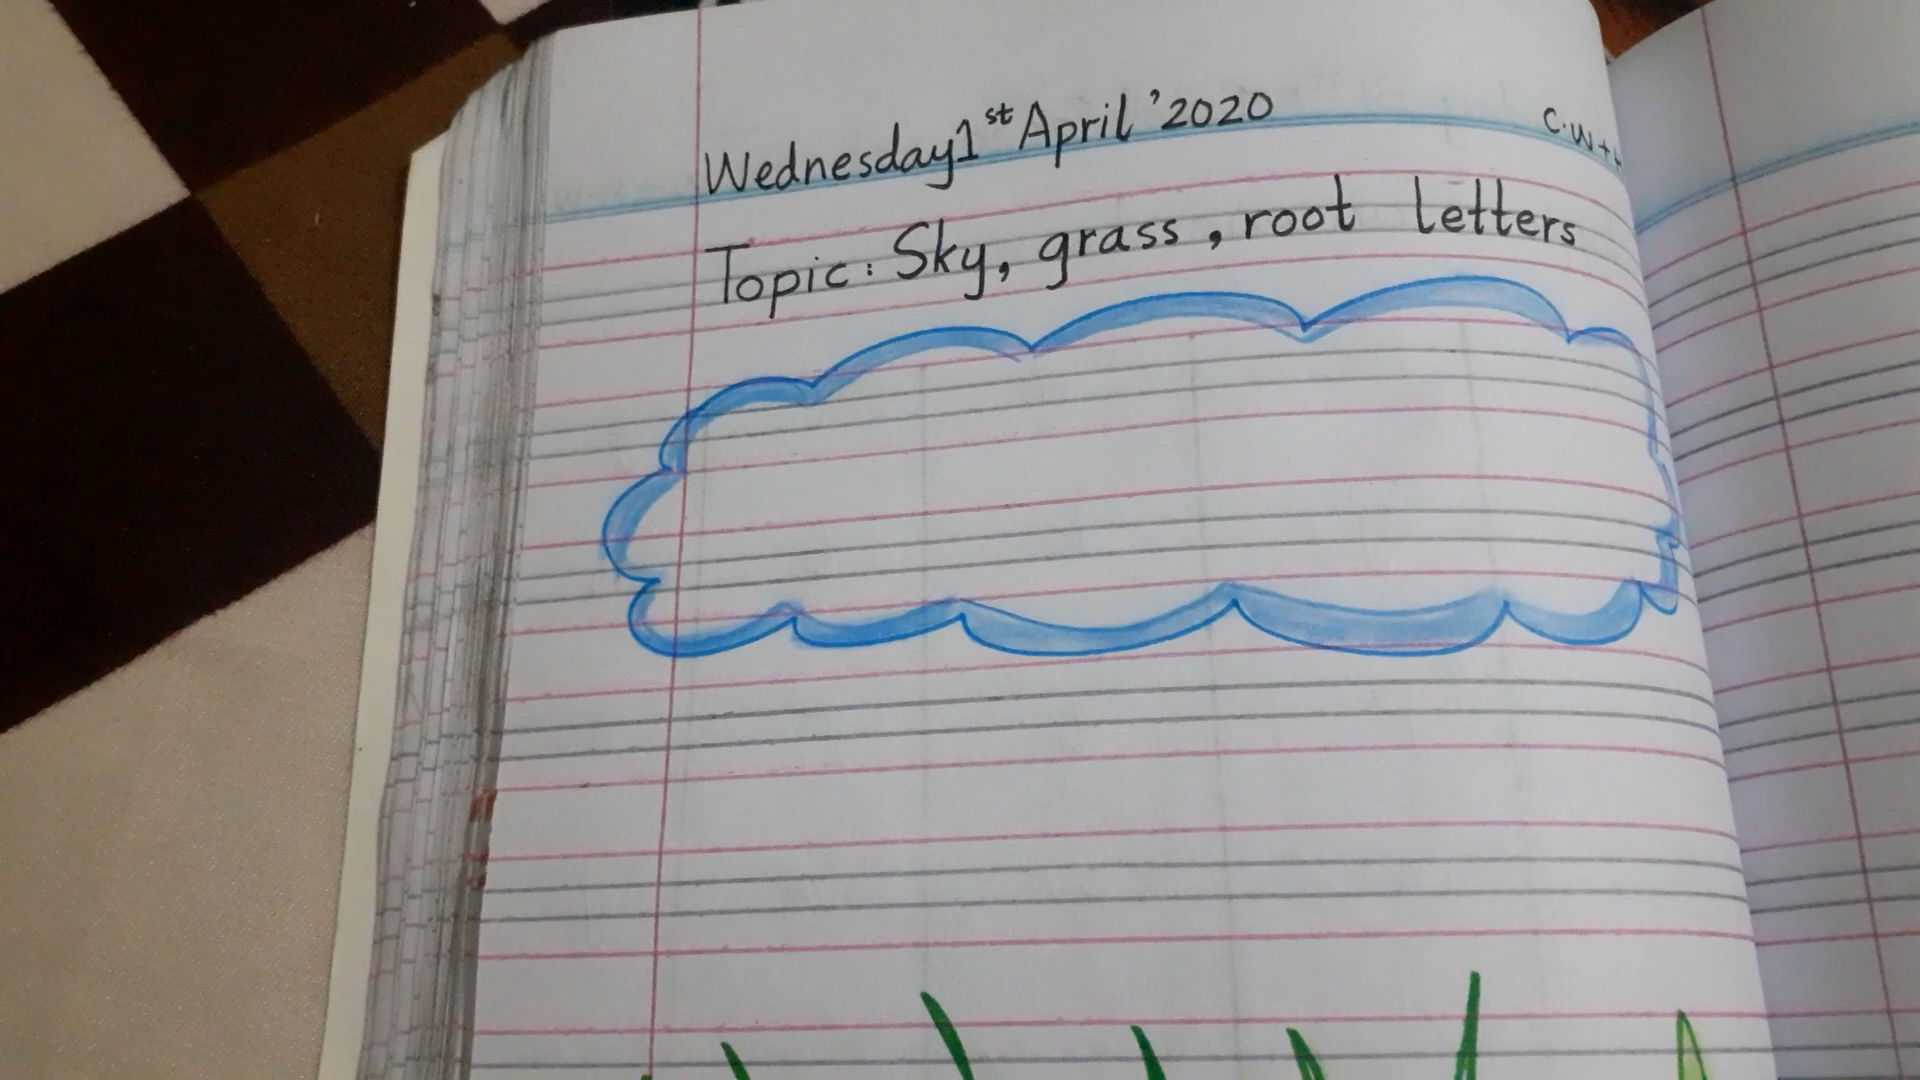 Wednesday 1st April '2020
C.W +
Topic: Sky, grass, root letters